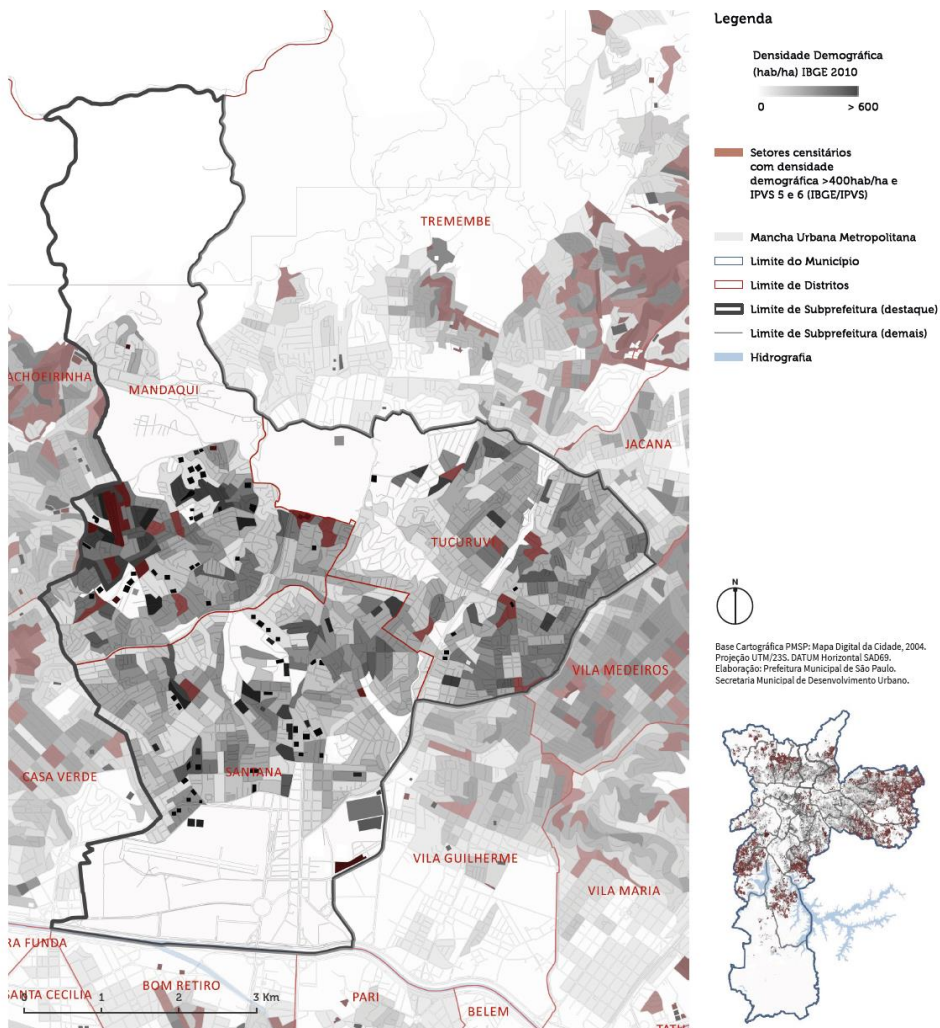 Legenda
Densidade Demográfica
(hab/ha) IBGE 2010
0 > 600
Setores censitários
com densidade
demográfica >400hab/ha e
IPVS 5 e 6 (IBGE/IPVS)
Mancha Urbana Metropolitana
Limite do Município
Limite de Distritos
Limite de Subprefeitura (destaque)
Limite de Subprefeitura (demais)
Hidrografia
TREMEMBE
ACHOEIRINHA
MANDAQUI
JACANA
TUCURUVI
VILA MEDEIROS
CASA VERDE
SANTANA
VILA GUILHERME
VILA MARIA
RA FUNDA
SANTA CECILIA
BOM RETIRO
PARI
BELEM
TATU
0 1 2 3 Km
N
Base Cartográfica PMSP: Mapa Digital da Cidade, 2004.
Projeção UTM/23S. DATUM Horizontal SAD69.
Elaboração: Prefeitura Municipal de São Paulo.
Secretaria Municipal de Desenvolvimento Urbano.